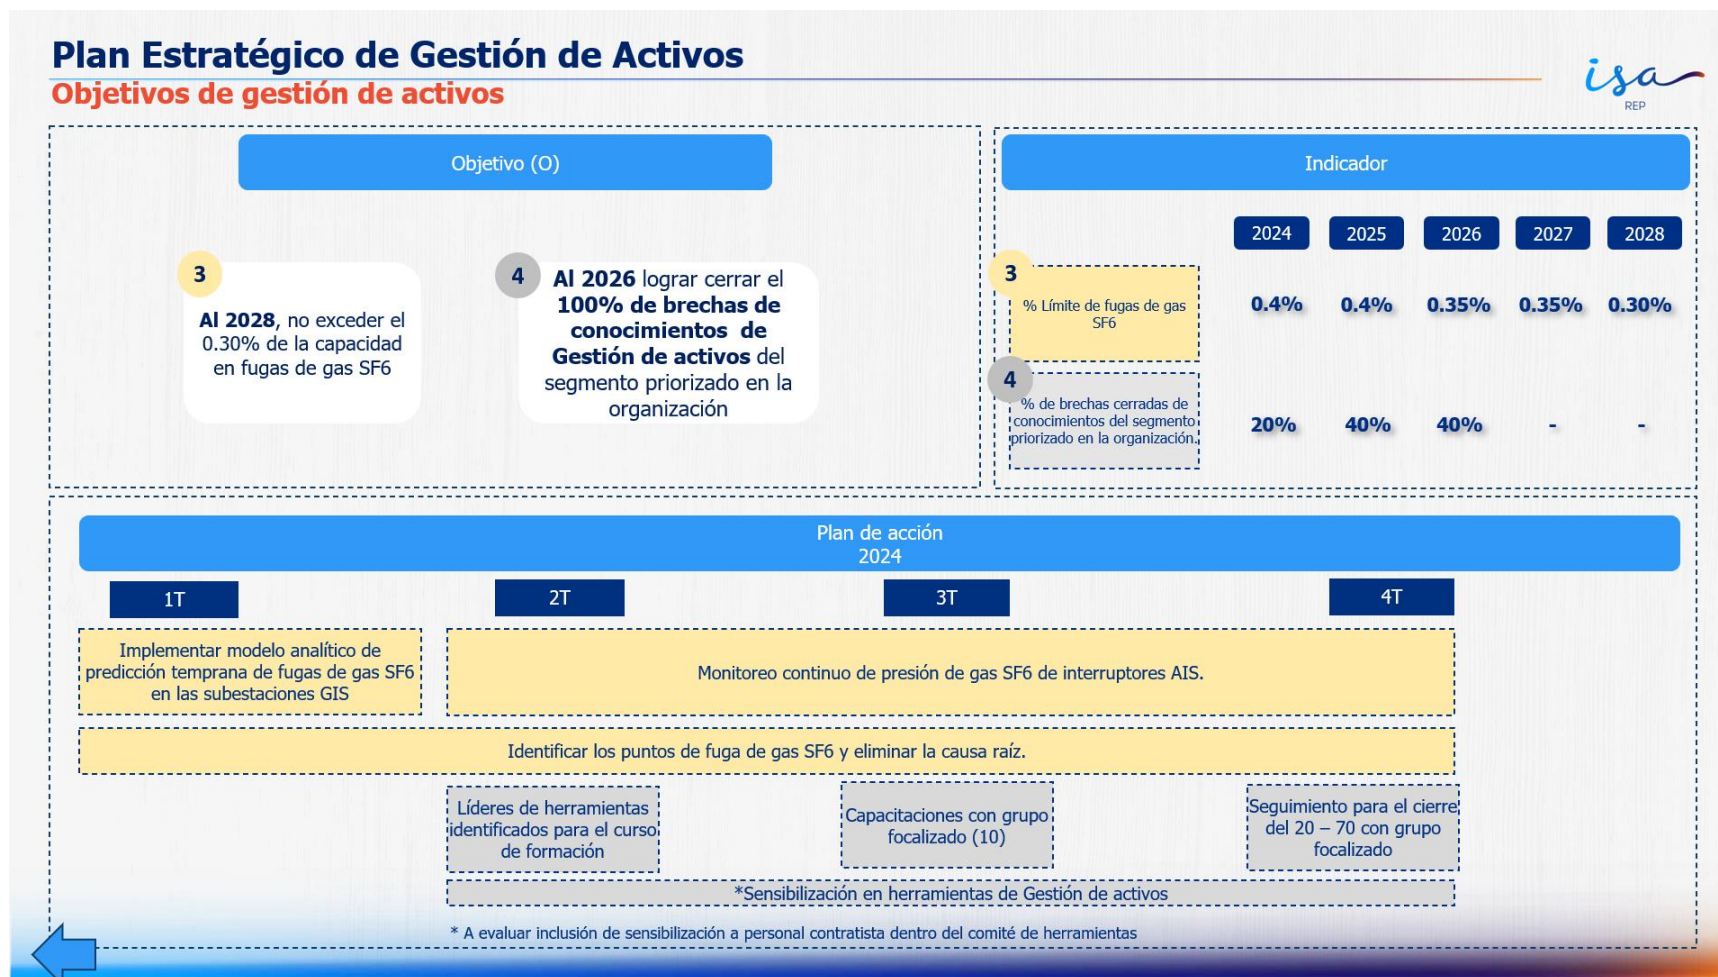 Plan Estratégico de Gestión de Activos
Objetivos de gestión de activos
isa
REP
Objetivo (O)
3
Al 2028, no exceder el
0.30% de la capacidad
en fugas de gas SF6
4
Al 2026 lograr cerrar el
100% de brechas de
conocimientos de
Gestión de activos del
segmento priorizado en la
organización
Indicador
2024 2025 2026 2027 2028
3
% Límite de fugas de gas
SF6
0.4% 0.4% 0.35% 0.35% 0.30%
4
% de brechas cerradas de
conocimientos del segmento
priorizado en la organización.
20% 40% 40% - -
Plan de acción
2024
1T 2T 3T 4T
Implementar modelo analítico de
predicción temprana de fugas de gas SF6
en las subestaciones GIS
Monitoreo continuo de presión de gas SF6 de interruptores AIS.
Identificar los puntos de fuga de gas SF6 y eliminar la causa raíz.
Líderes de herramientas
identificados para el curso
de formación
Capacitaciones con grupo
focalizado (10)
Seguimiento para el cierre
del 20 – 70 con grupo
focalizado
*Sensibilización en herramientas de Gestión de activos
* A evaluar inclusión de sensibilización a personal contratista dentro del comité de herramientas